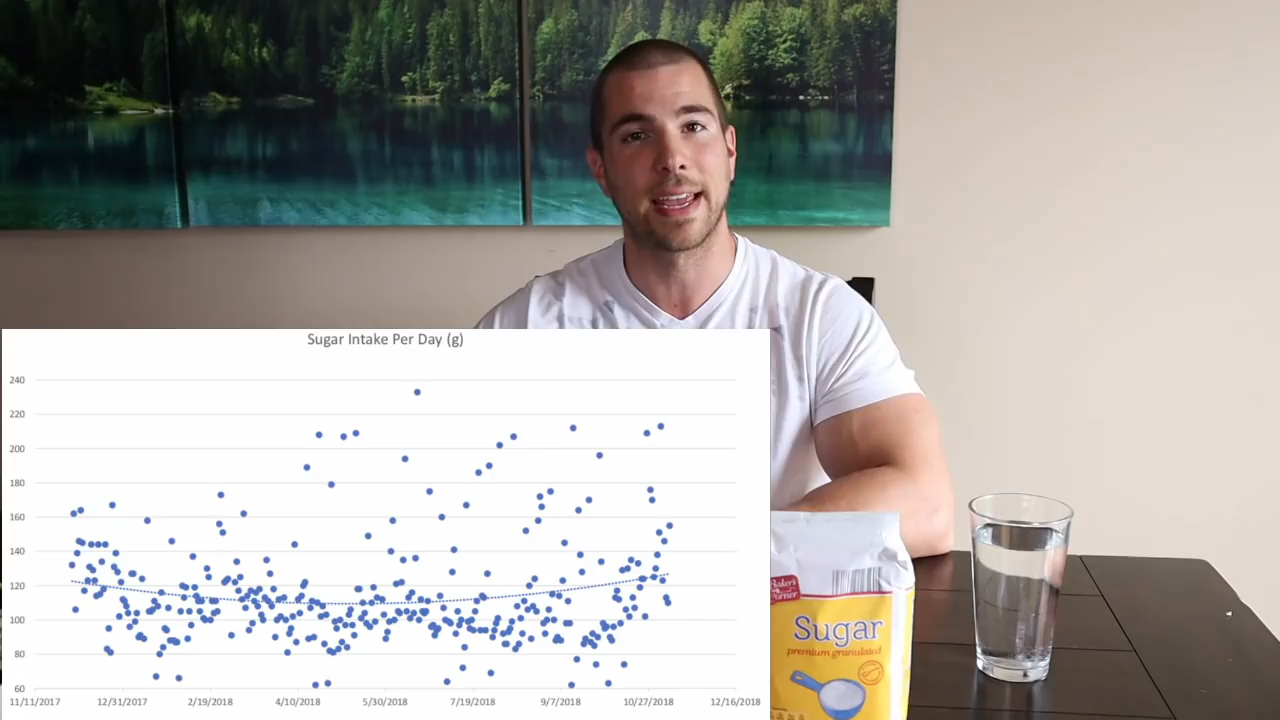 Sugar Intake Per Day (g)
240
220
200
180
160
140
120
100
80
60
11/11/2017 12/31/2017 2/19/2018 4/10/2018 5/30/2018 7/19/2018 9/7/2018 10/27/2018 12/16/2018
Baker's
Corner
Sugar
premium granulated